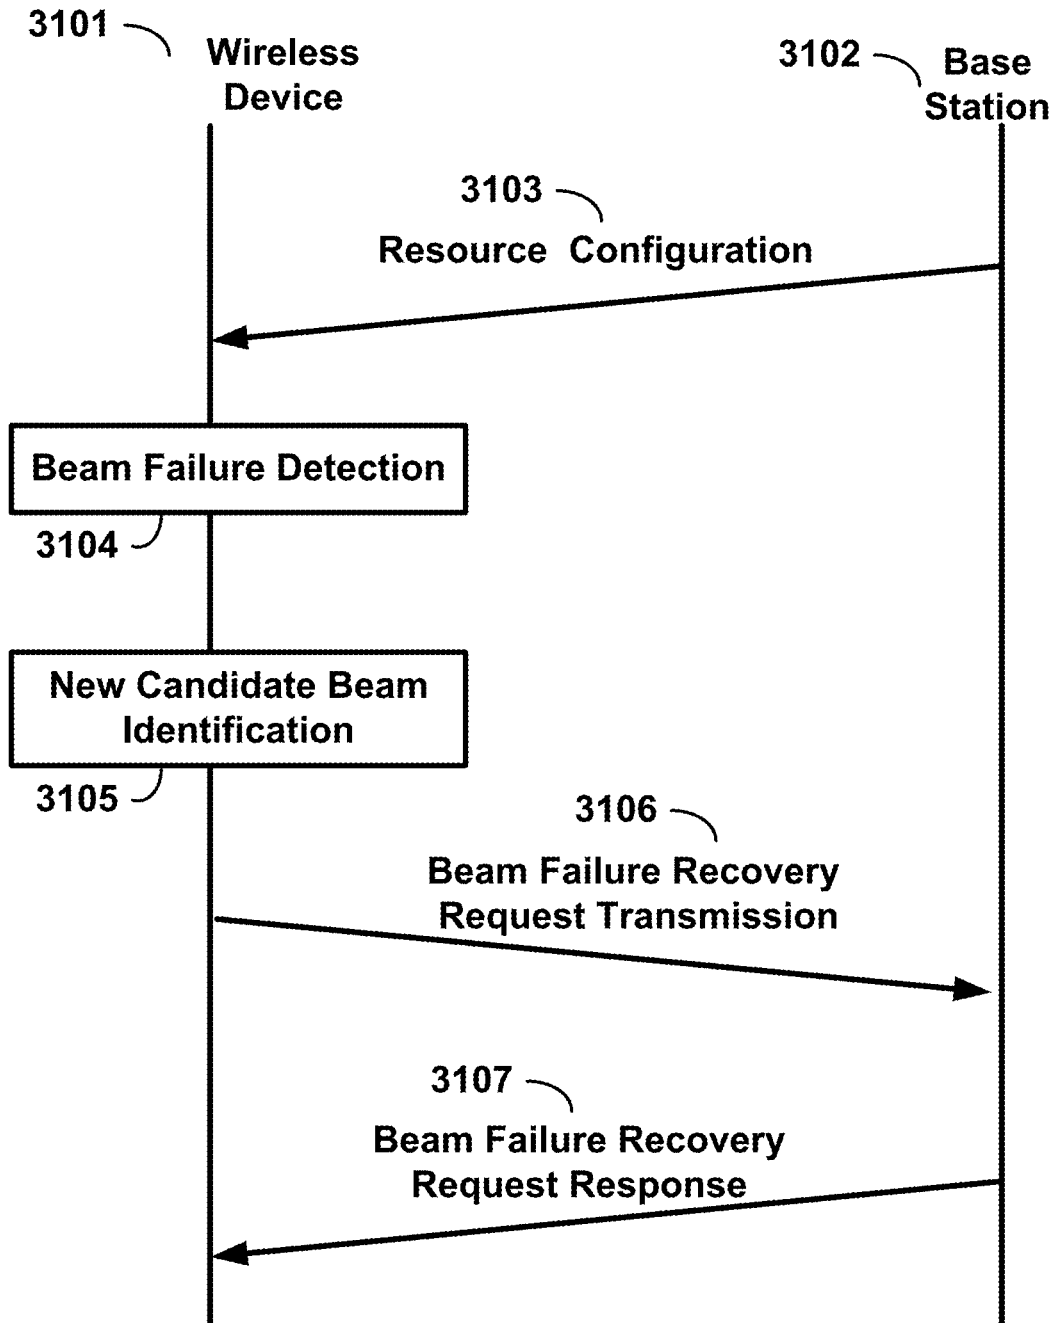 3101
Wireless
Device
3102
Base
Station
3103
Resource Configuration
Beam Failure Detection
3104
New Candidate Beam
Identification
3105
3106
Beam Failure Recovery
Request Transmission
3107
Beam Failure Recovery
Request Response